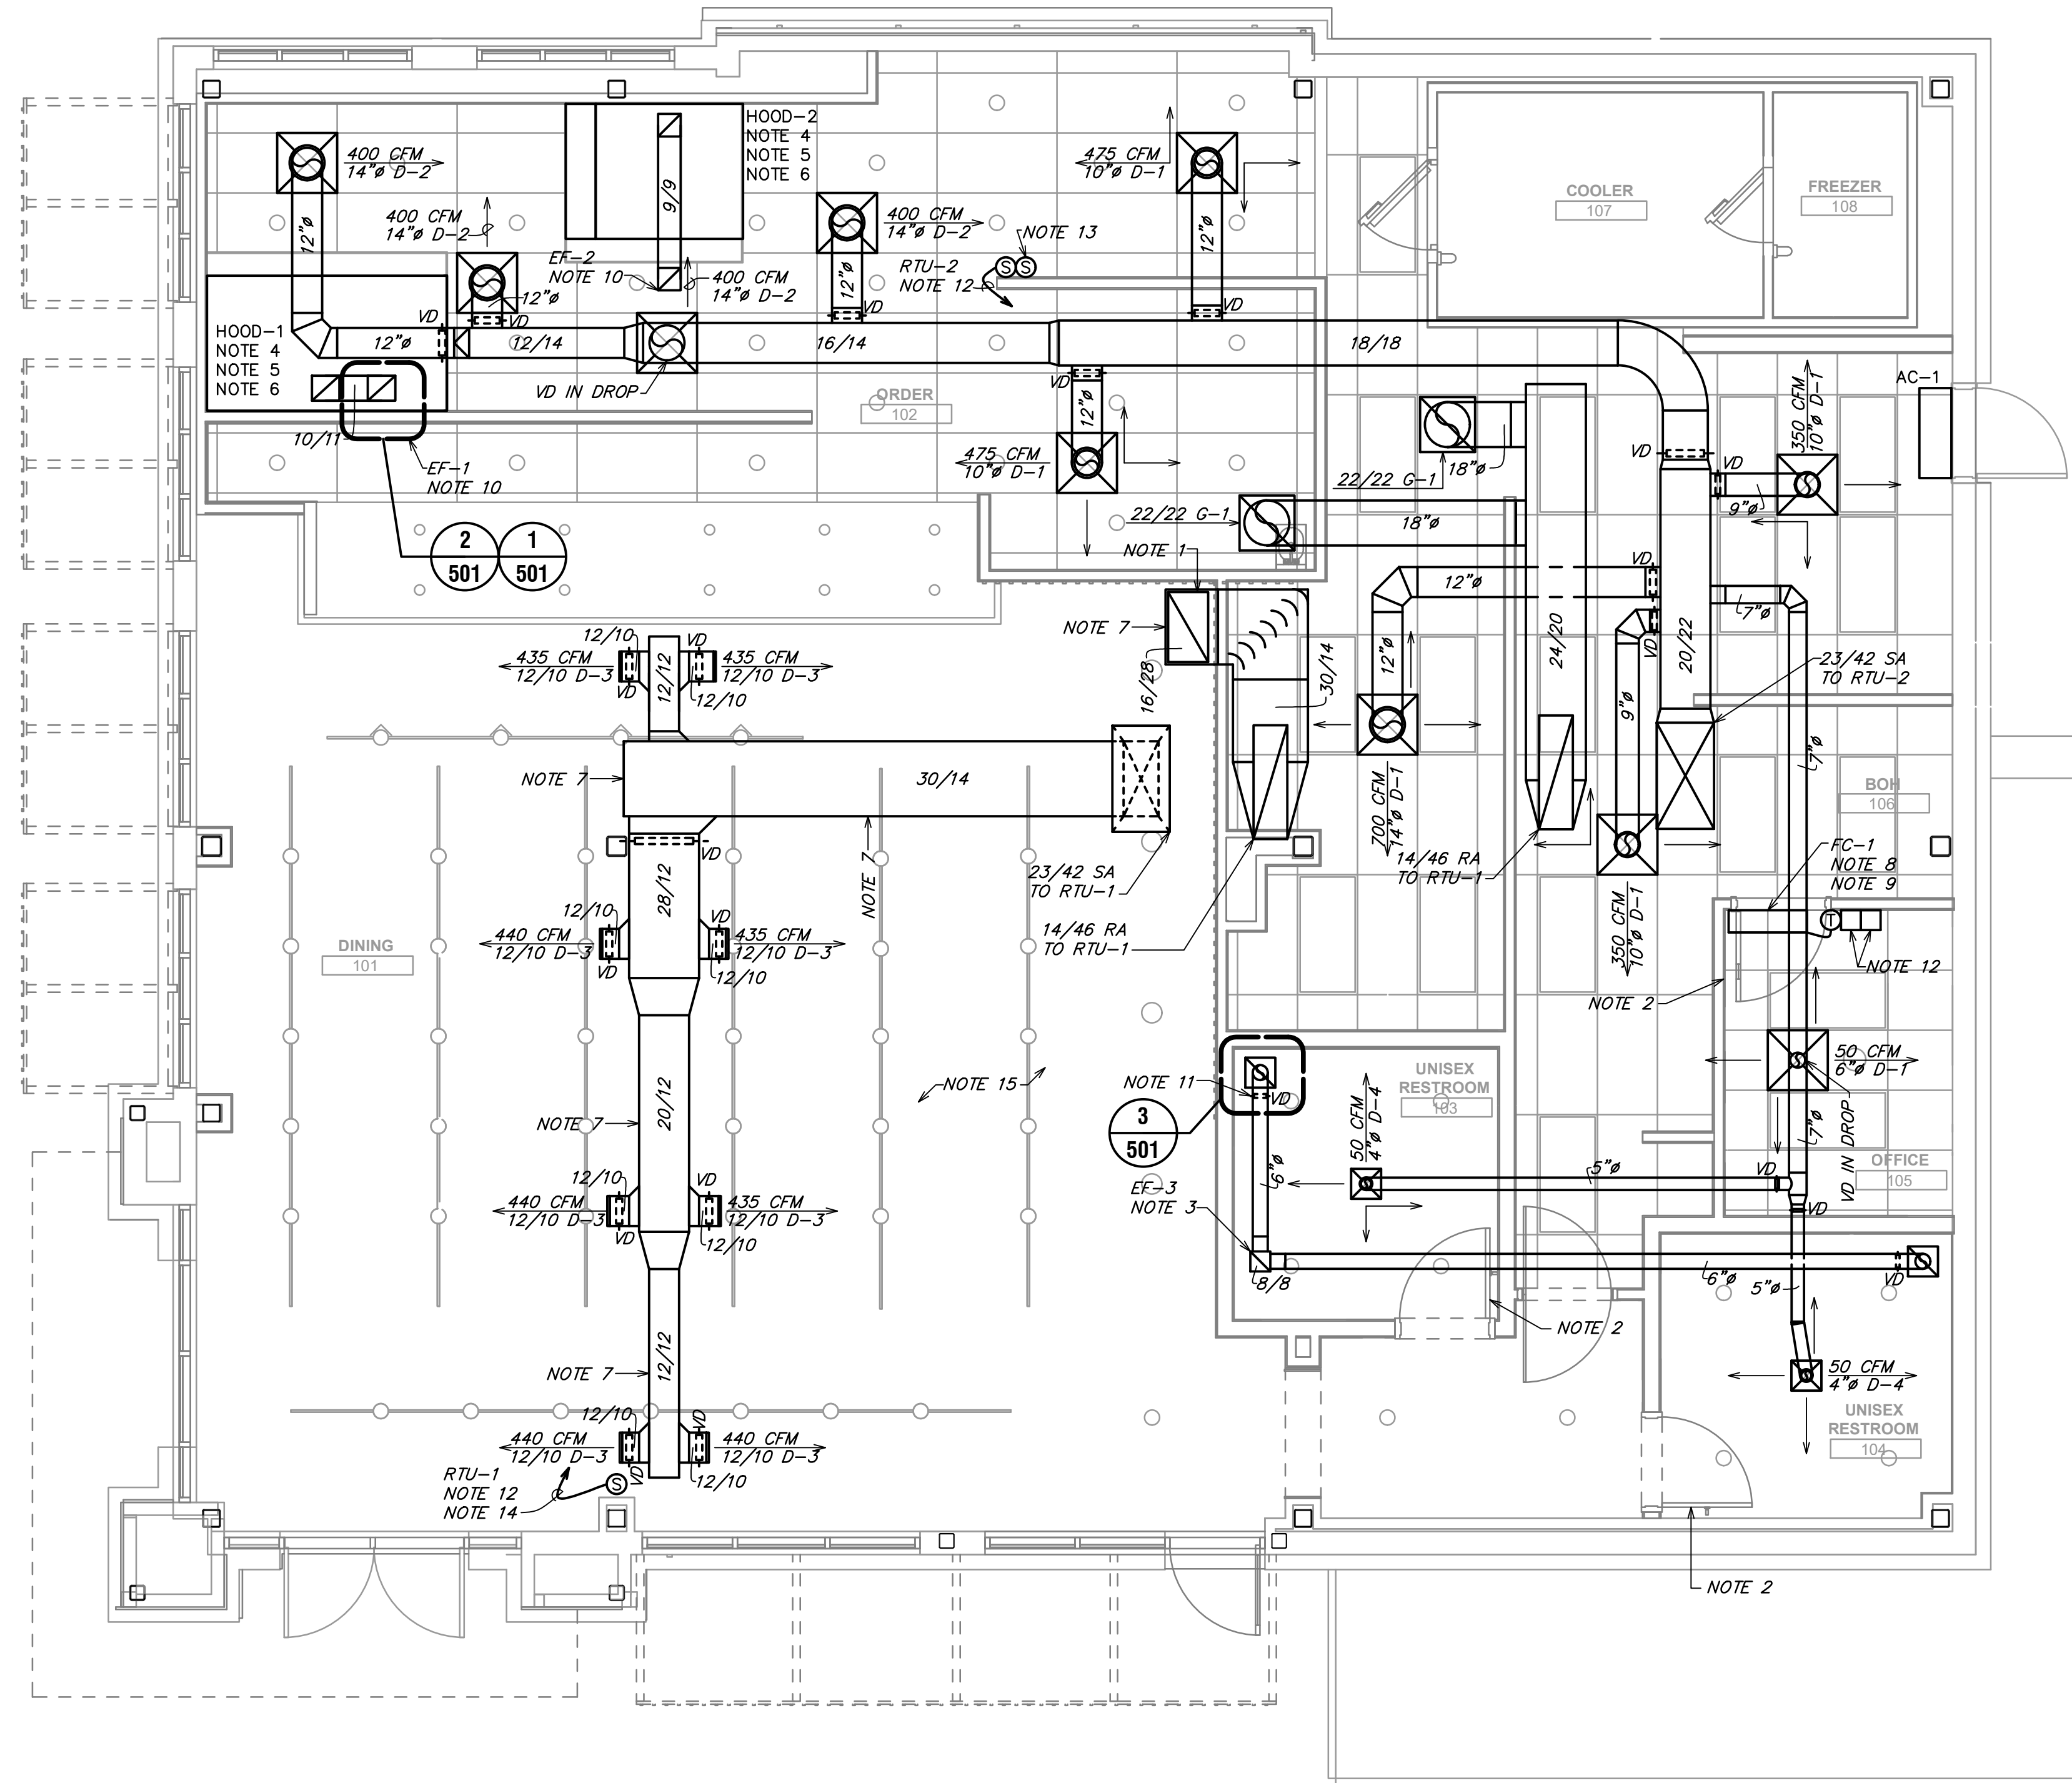 HOOD-2
NOTE 4
NOTE 5
NOTE 6
400 CFM
14"ø D-2
475 CFM
10"ø D-1
COOLER
107
FREEZER
108
9/9
12"ø
12"ø
400 CFM
14"ø D-2
400 CFM
14"ø D-2
NOTE 13
EF-2
NOTE 10
400 CFM
14"ø D-2
RTU-2
NOTE 12
12"ø
12"ø
VD
VD
VD
VD
HOOD-1
NOTE 4
NOTE 5
NOTE 6
12"ø
12/14
16/14
18/18
VD IN DROP
VD
ORDER
102
12"ø
AC-1
350 CFM
10"ø D-1
10/11
EF-1
NOTE 10
475 CFM
10"ø D-1
VD
VD
22/22 G-1
18"ø
9"ø
22/22 G-1
18"ø
2
501
1
501
NOTE 1
VD
12"ø
7"ø
NOTE 7
16/28
30/14
12"ø
24/20
20/22
VD
9"ø
23/42 SA
TO RTU-2
12/10
VD
435 CFM
12/10 D-3
435 CFM
12/10 D-3
12/12
VD
12/10
NOTE 7
30/14
7"ø
BOH
106
700 CFM
14"ø D-1
VD
28/12
NOTE 7
23/42 SA
TO RTU-1
14/46 RA
TO RTU-1
14/46 RA
TO RTU-1
350 CFM
10"ø D-1
FC-1
NOTE 8
NOTE 9
T
NOTE 12
NOTE 2
12/10
VD
440 CFM
12/10 D-3
435 CFM
12/10 D-3
VD
12/10
DINING
101
20/12
NOTE 7
NOTE 15
NOTE 11
VD
3
501
UNISEX
RESTROOM
103
50 CFM
4"ø D-4
50 CFM
6"ø D-1
VD IN DROP
7"ø
OFFICE
105
6"ø
5"ø
VD
VD
EF-3
NOTE 3
8/8
6"ø
5"ø
VD
12/10
VD
440 CFM
12/10 D-3
435 CFM
12/10 D-3
VD
12/10
NOTE 7
12/12
NOTE 2
50 CFM
4"ø D-4
UNISEX
RESTROOM
104
12/10
VD
440 CFM
12/10 D-3
440 CFM
12/10 D-3
VD
12/10
RTU-1
NOTE 12
NOTE 14
S
S
S
NOTE 2